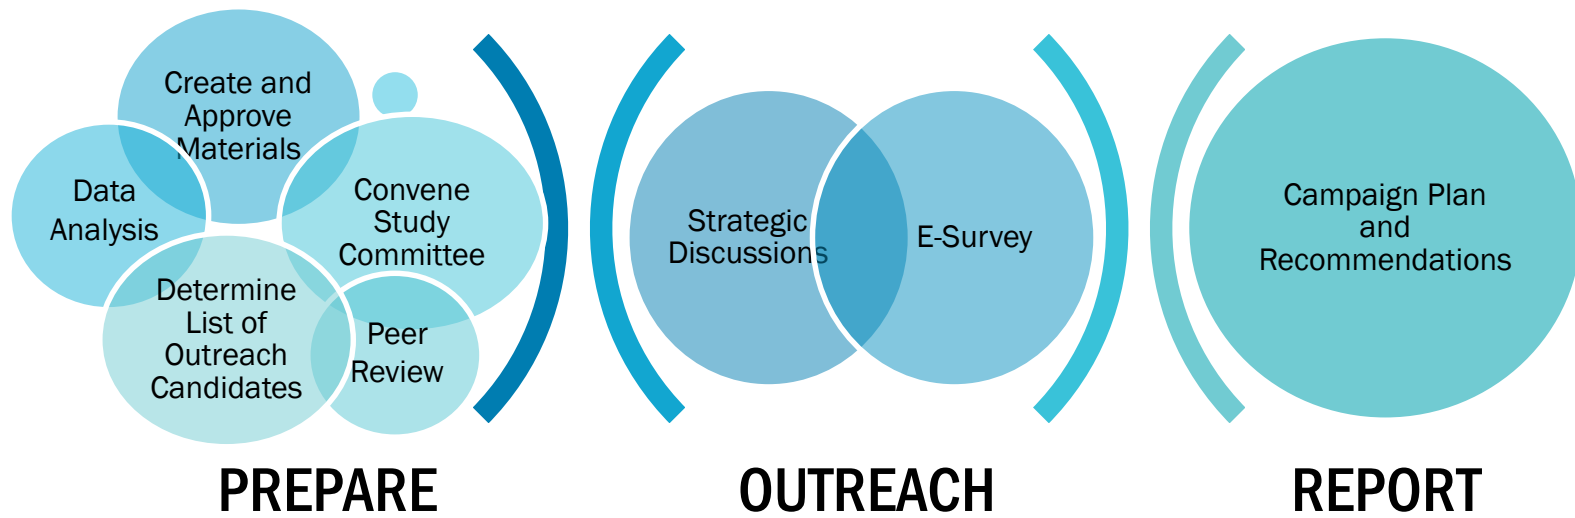 Create and
Approve
Materials
Data
Analysis
Convene
Study
Committee
Determine
List of
Outreach
Candidates
Peer
Review
PREPARE
Strategic
Discussions
E-Survey
OUTREACH
Campaign Plan
and
Recommendations
REPORT